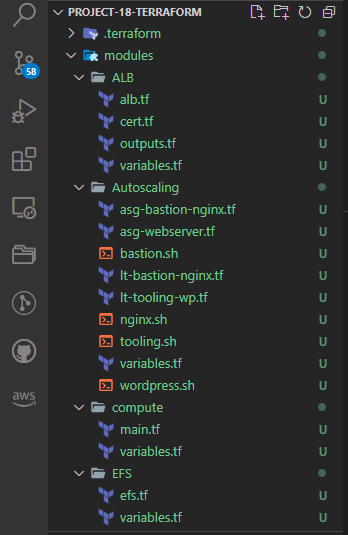 PROJECT-18-TERRAFORM
.terraform
modules
ALB
alb.tf U
cert.tf U
outputs.tf U
variables.tf U
Autoscaling
asg-bastion-nginx.tf U
asg-webserver.tf U
bastion.sh U
lt-bastion-nginx.tf U
lt-tooling-wp.tf U
nginx.sh U
tooling.sh U
variables.tf U
wordpress.sh U
compute
main.tf U
variables.tf U
EFS
efs.tf U
variables.tf U
58
aws